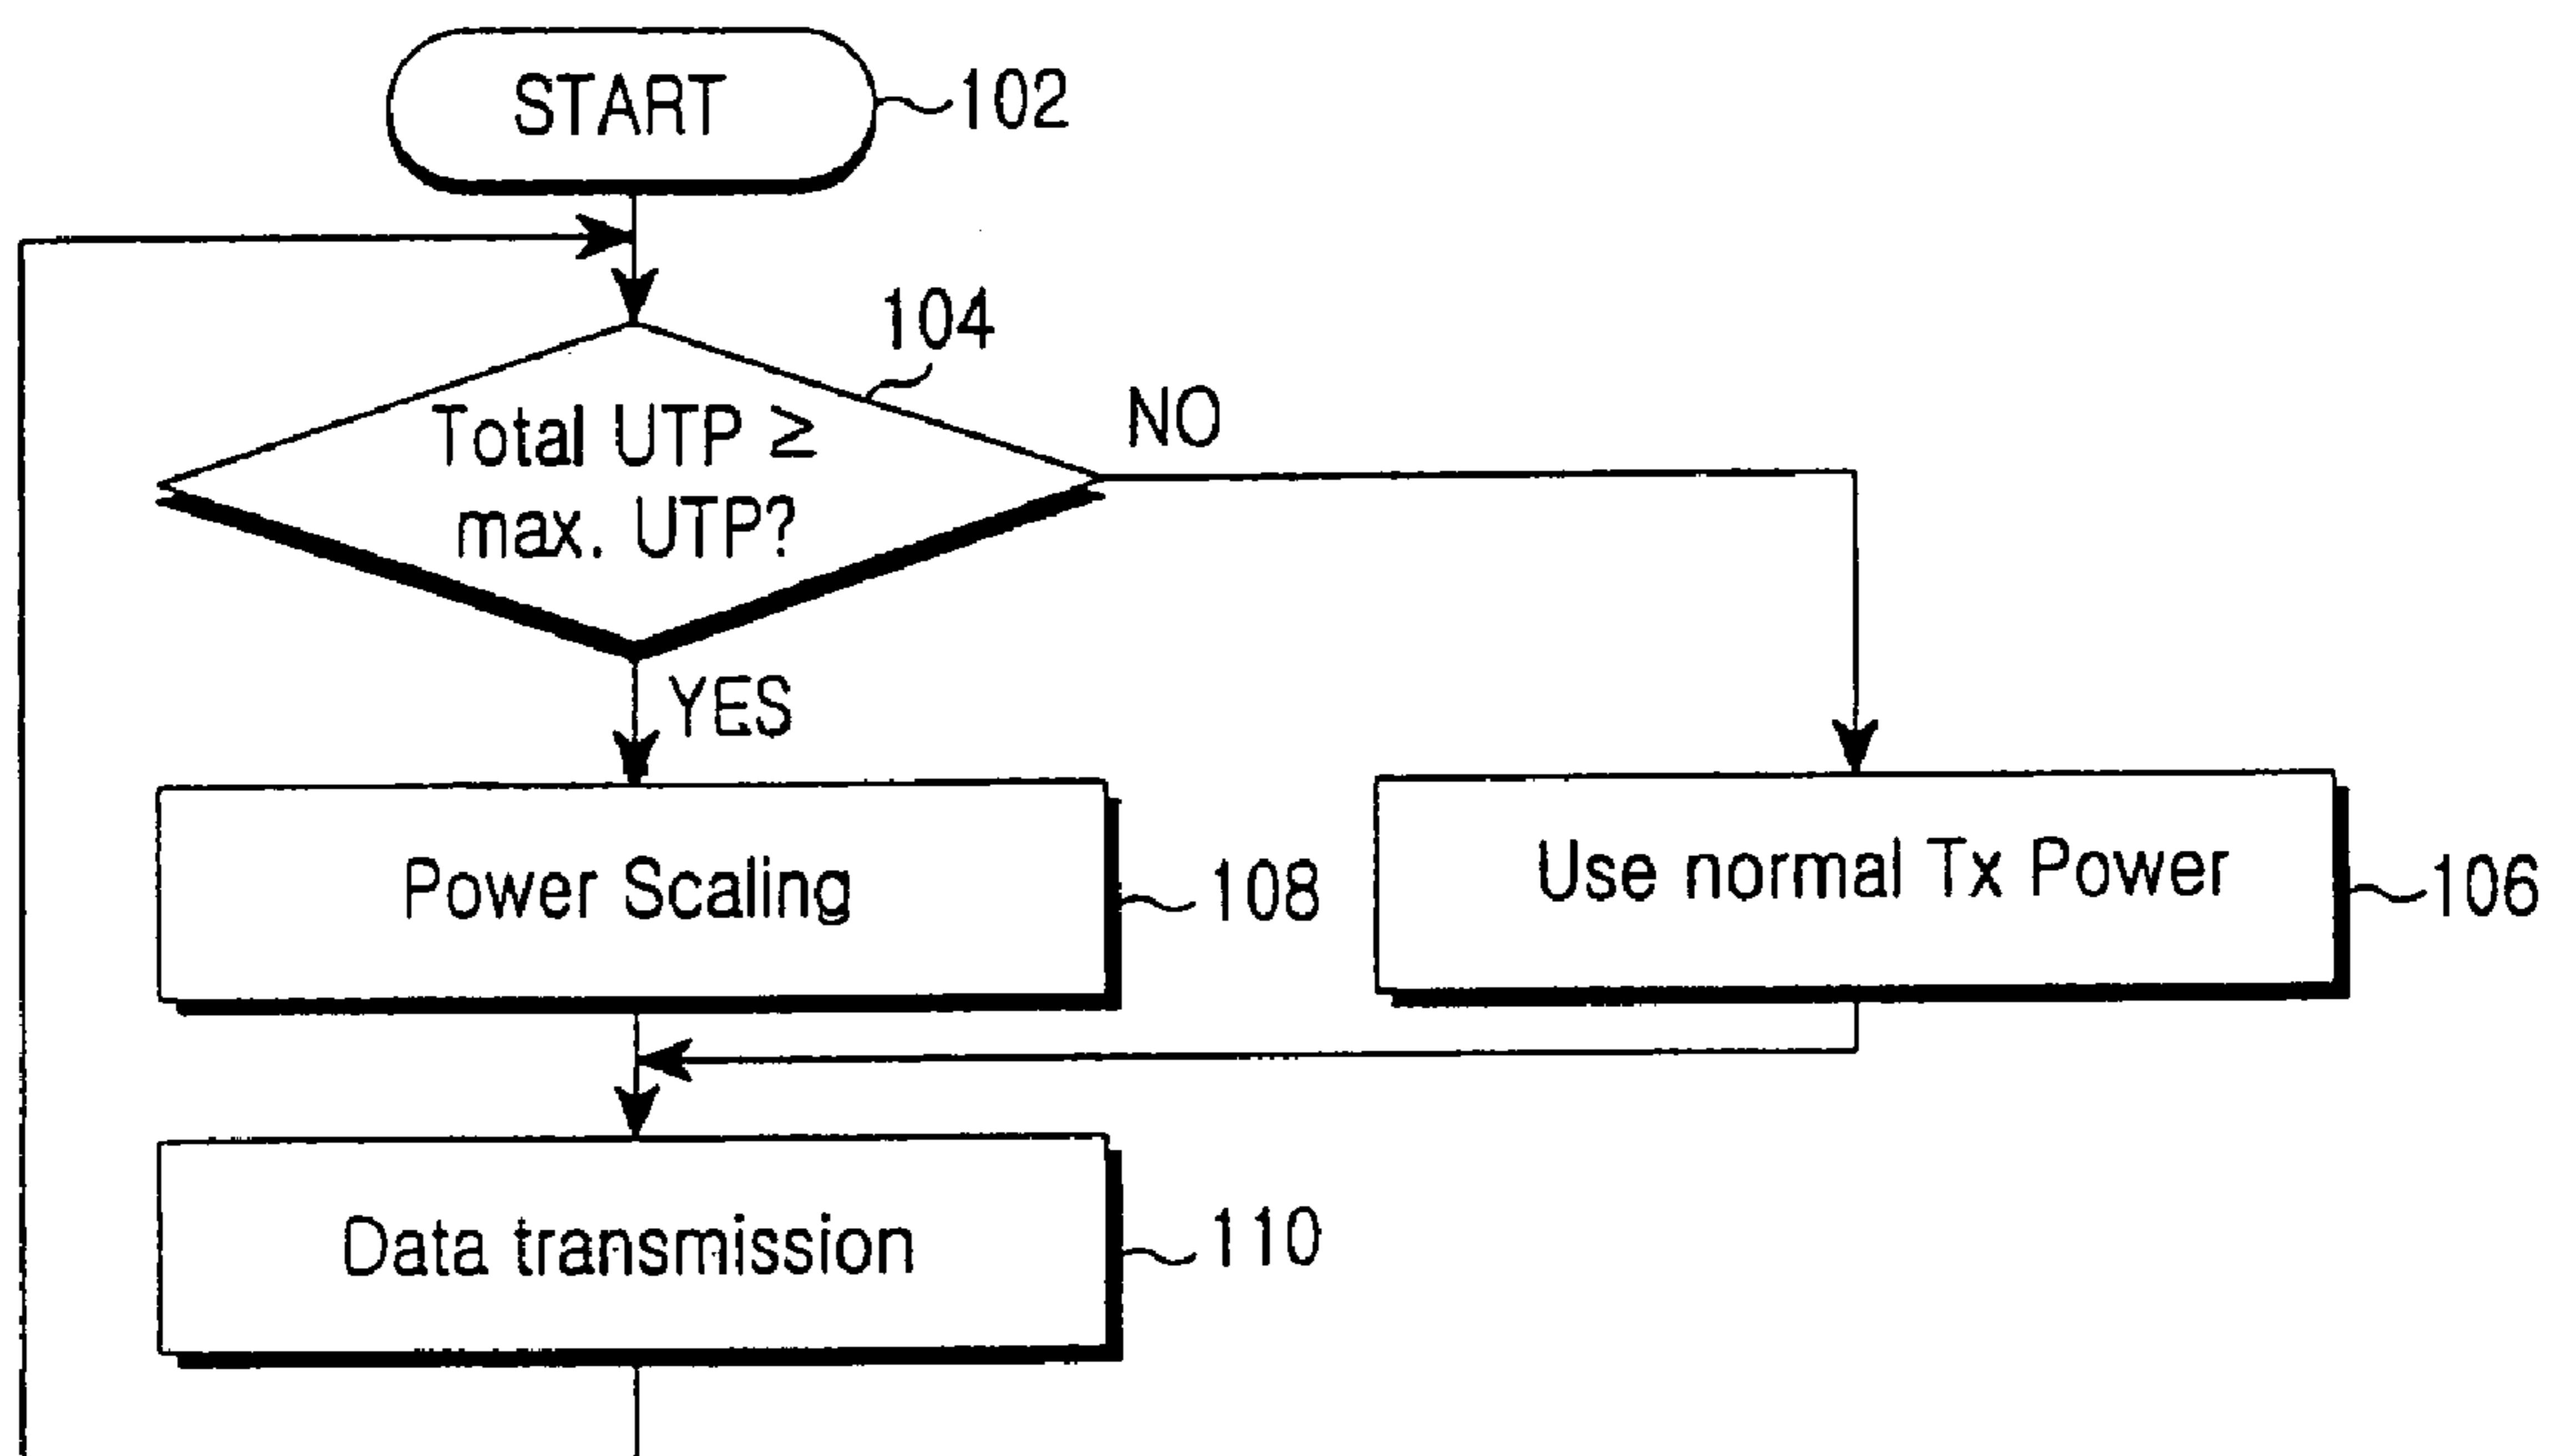 START
102
104
Total UTP ≥
max. UTP?
NO
YES
Power Scaling
108
Use normal Tx Power
106
Data transmission
110